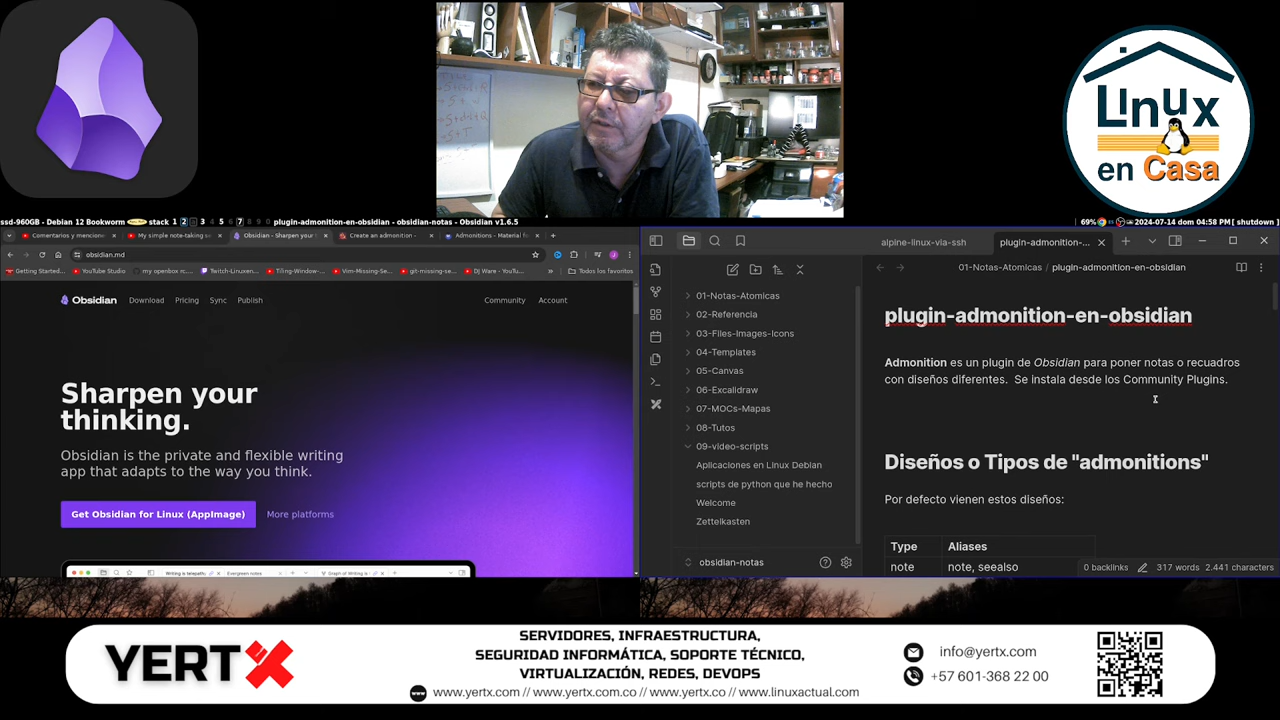 Linux
en Casa
ssd-960GB - Debian 12 Bookworm
stack 1 2 3 4 5 6 7 8 9 0 plugin-admonition-en-obsidian - obsidian-notas - Obsidian v1.6.5
69%
2024-07-14 dom 04:58 PM [ shutdown ]
Comentarios y mencione
My simple note-taking s
Obsidian - Sharpen your
Create an admonition -
Admonitions - Material f
obsidian.md
Getting Started...
YouTube Studio
my openbox rc...
Twitch-Linuxen...
Tiling-Window-...
Vim-Missing-Se...
git-missing-se...
DJ Ware - YouTu...
Todos los favoritos
Obsidian
Download
Pricing
Sync
Publish
Community
Account
Sharpen your
thinking.
Obsidian is the private and flexible writing
app that adapts to the way you think.
Get Obsidian for Linux (AppImage)
More platforms
Writing is telepathy
Evergreen notes
Graph of Writing is
alpine-linux-via-ssh
plugin-admonition-...
01-Notas-Atomicas / plugin-admonition-en-obsidian
01-Notas-Atomicas
02-Referencia
03-Files-Images-Icons
04-Templates
05-Canvas
06-Excalidraw
07-MOCs-Mapas
08-Tutos
09-video-scripts
Aplicaciones en Linux Debian
scripts de python que he hecho
Welcome
Zettelkasten
obsidian-notas
plugin-admonition-en-obsidian
Admonition es un plugin de Obsidian para poner notas o recuadros
con diseños diferentes. Se instala desde los Community Plugins.
Diseños o Tipos de "admonitions"
Por defecto vienen estos diseños:
Type Aliases
note note, seealso
0 backlinks
317 words 2.441 characters
YERTX
SERVIDORES, INFRAESTRUCTURA,
SEGURIDAD INFORMÁTICA, SOPORTE TÉCNICO,
VIRTUALIZACIÓN, REDES, DEVOPS
www.yertx.com // www.yertx.com.co // www.yertx.co // www.linuxactual.com
info@yertx.com
+57 601-368 22 00